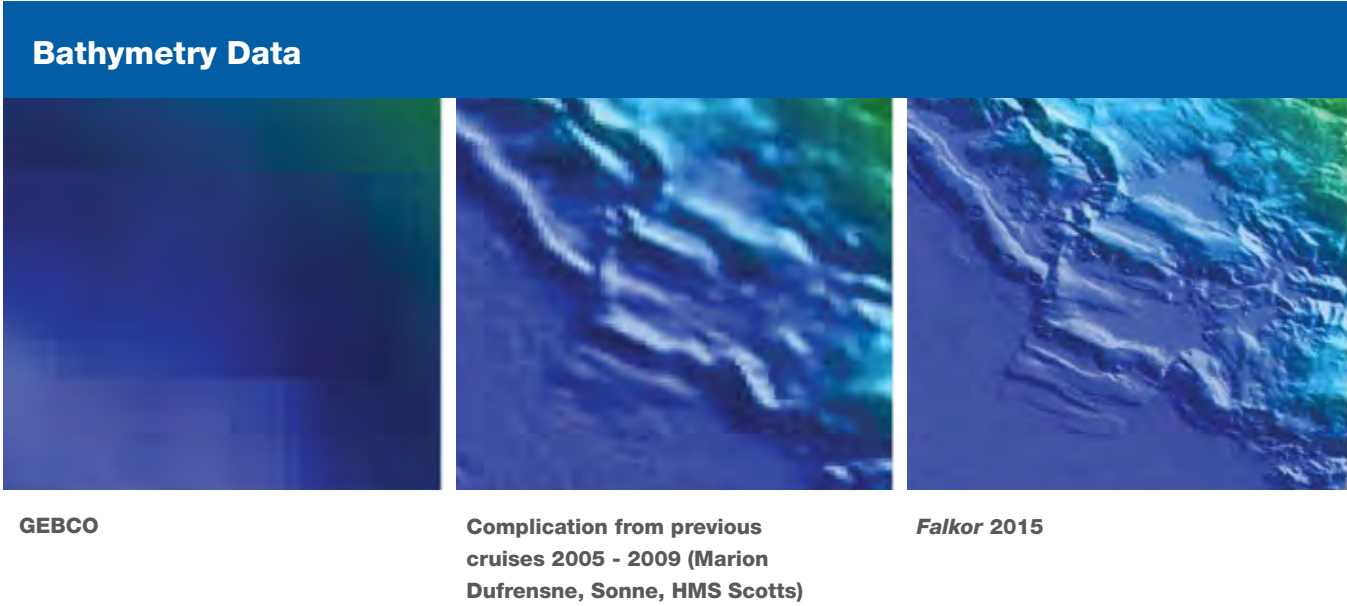 Bathymetry Data
GEBCO
Complication from previous
cruises 2005 - 2009 (Marion
Dufrensne, Sonne, HMS Scotts)
Falkor 2015